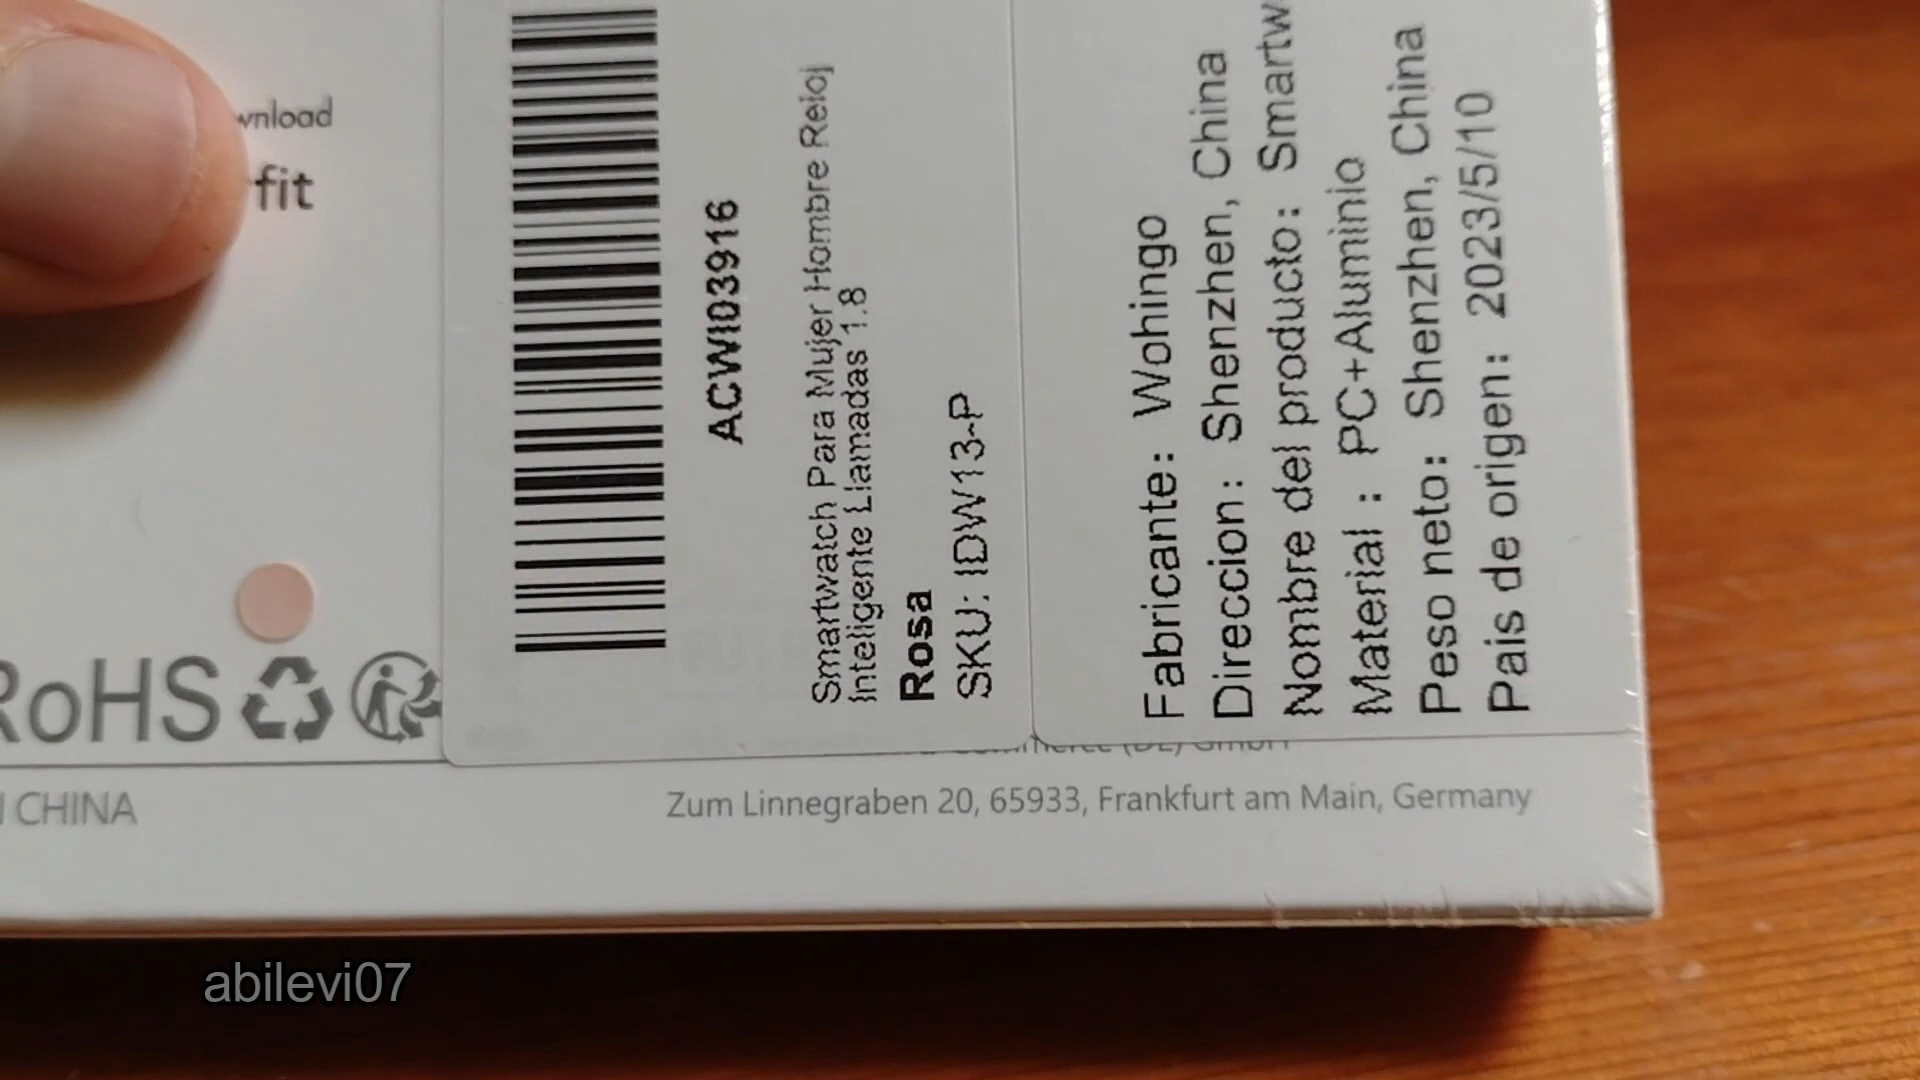 fit
ACWI03916
Smartwatch Para Mujer Hombre Reloj
Inteligente Llamadas 1.8
Rosa
SKU: IDW13-P
Fabricante: Wohingo
Direccion: Shenzhen, China
Nombre del producto:
Material : PC+Aluminio
Peso neto: Shenzhen, China
Pais de origen: 2023/5/10
RoHS
CHINA
Zum Linnegraben 20, 65933, Frankfurt am Main, Germany
abilevi07